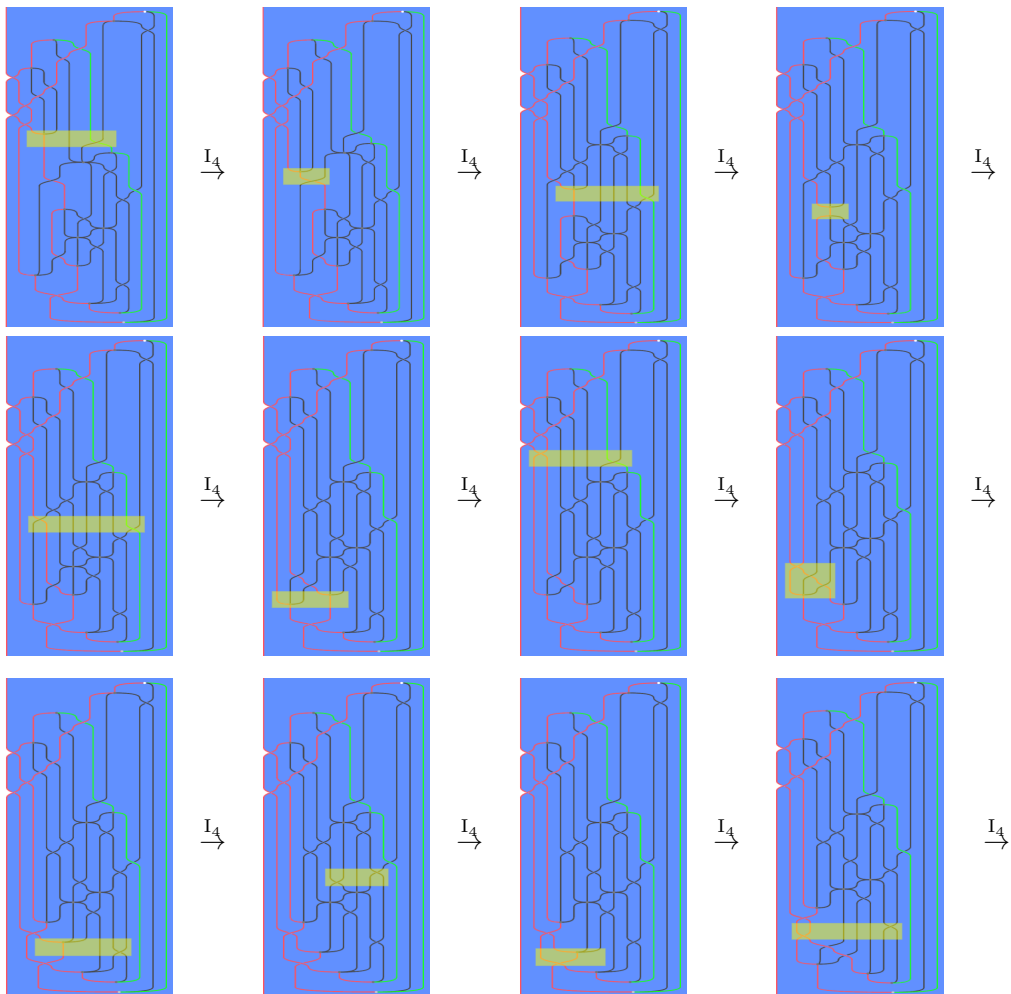 I₄ → I₄ → I₄ → I₄ →
I₄ → I₄ → I₄ → I₄ →
I₄ → I₄ → I₄ → I₄ →